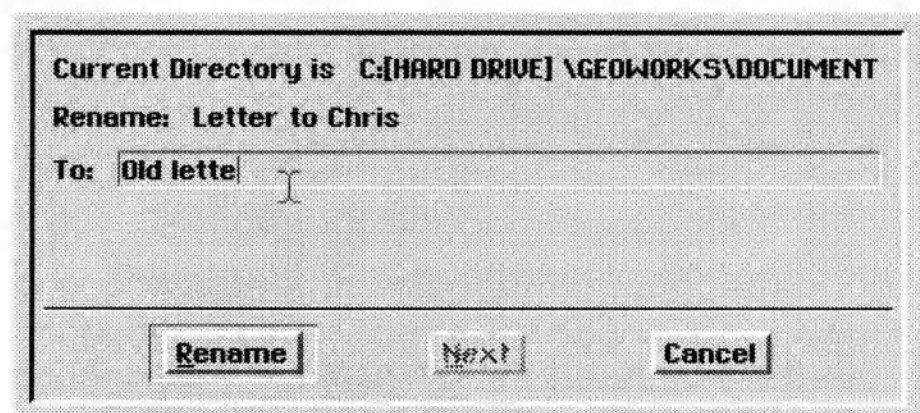 Current Directory is C:[HARD DRIVE] \GEOWORKS\DOCUMENT
Rename: Letter to Chris
To: Old lette
Rename Next Cancel